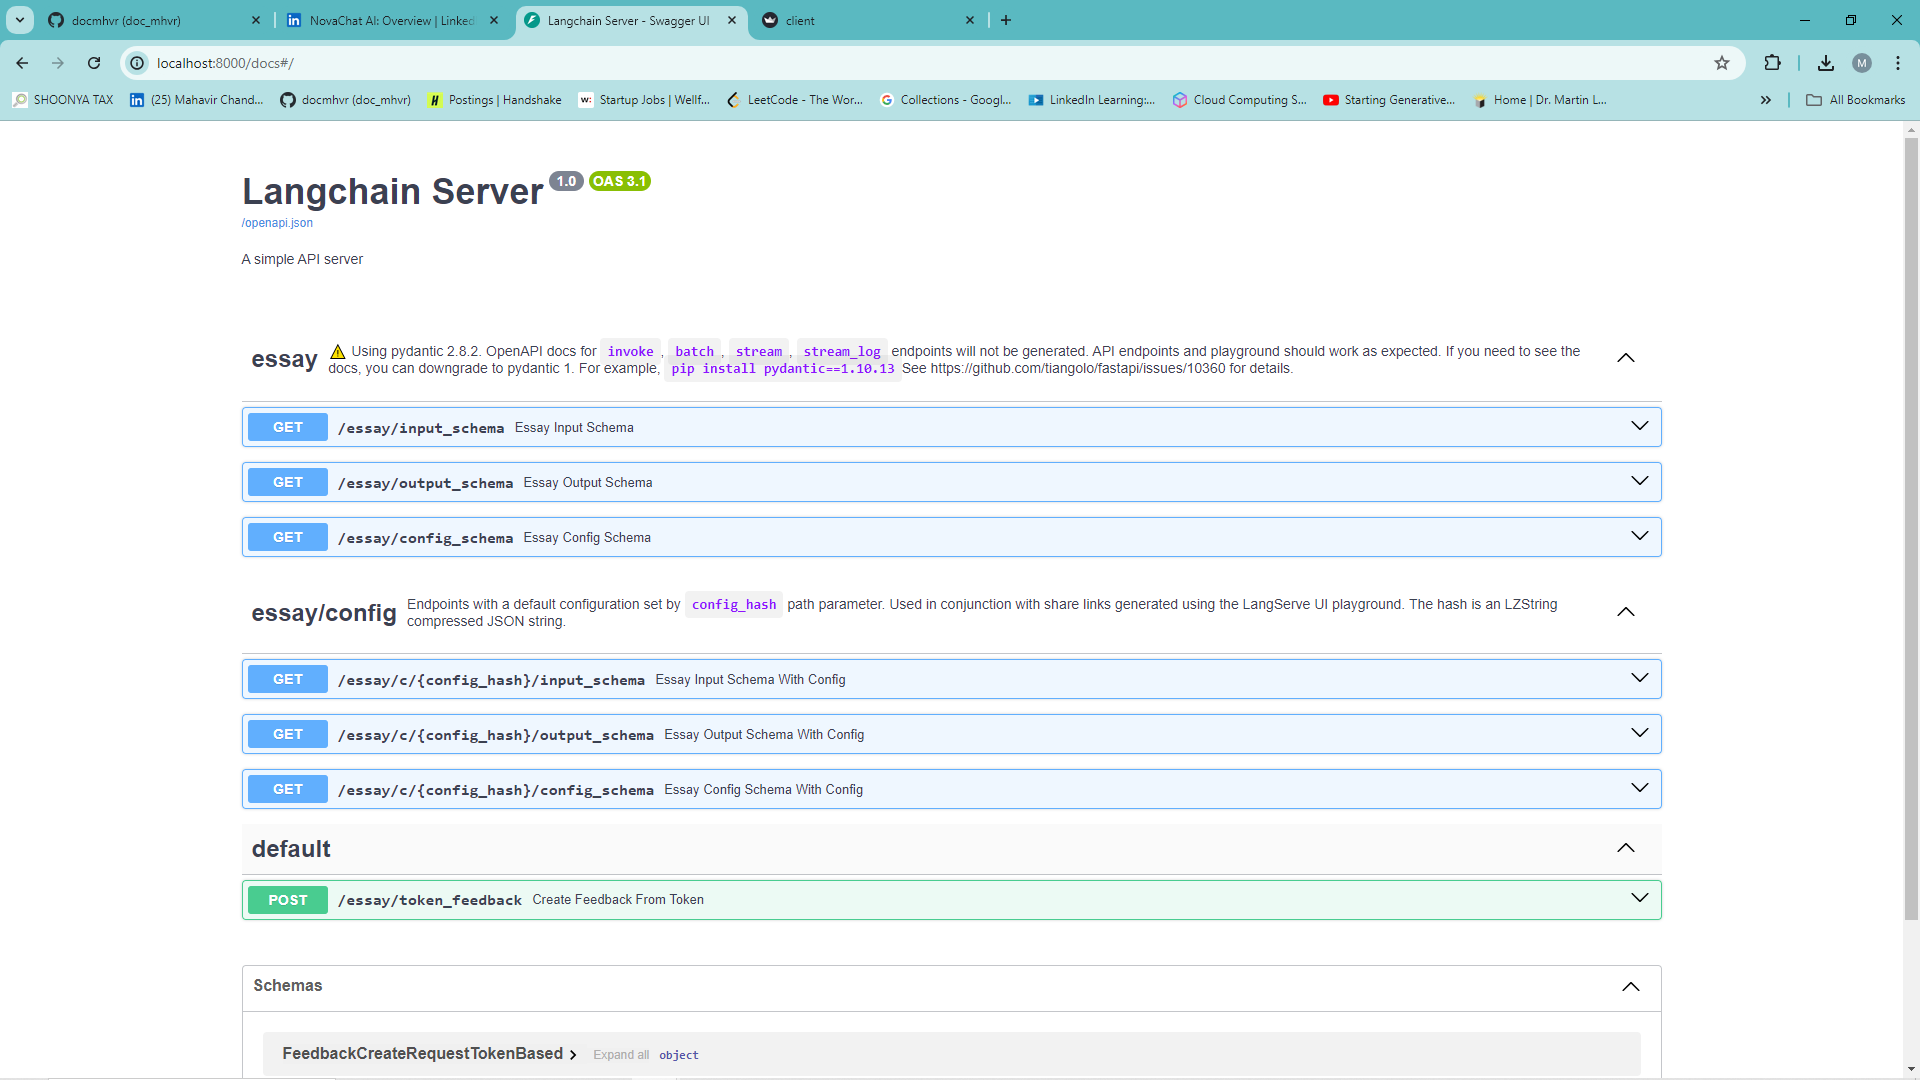 docmhvr (doc_mhvr)
NovaChat AI: Overview | Linked
Langchain Server - Swagger UI
client
localhost:8000/docs#/
M
SHOONYA TAX
(25) Mahavir Chand...
docmhvr (doc_mhvr)
Postings | Handshake
Startup Jobs | Wellf...
LeetCode - The Wor...
Collections - Googl...
LinkedIn Learning:...
Cloud Computing S...
Starting Generative...
Home | Dr. Martin L...
All Bookmarks
Langchain Server 1.0 OAS 3.1
/openapi.json
A simple API server
essay
⚠ Using pydantic 2.8.2. OpenAPI docs for invoke, batch, stream, stream_log endpoints will not be generated. API endpoints and playground should work as expected. If you need to see the
docs, you can downgrade to pydantic 1. For example, pip install pydantic==1.10.13 See https://github.com/tiangolo/fastapi/issues/10360 for details.
GET /essay/input_schema Essay Input Schema
GET /essay/output_schema Essay Output Schema
GET /essay/config_schema Essay Config Schema
essay/config
Endpoints with a default configuration set by config_hash path parameter. Used in conjunction with share links generated using the LangServe UI playground. The hash is an LZString
compressed JSON string.
GET /essay/c/{config_hash}/input_schema Essay Input Schema With Config
GET /essay/c/{config_hash}/output_schema Essay Output Schema With Config
GET /essay/c/{config_hash}/config_schema Essay Config Schema With Config
default
POST /essay/token_feedback Create Feedback From Token
Schemas
FeedbackCreateRequestTokenBased Expand all object